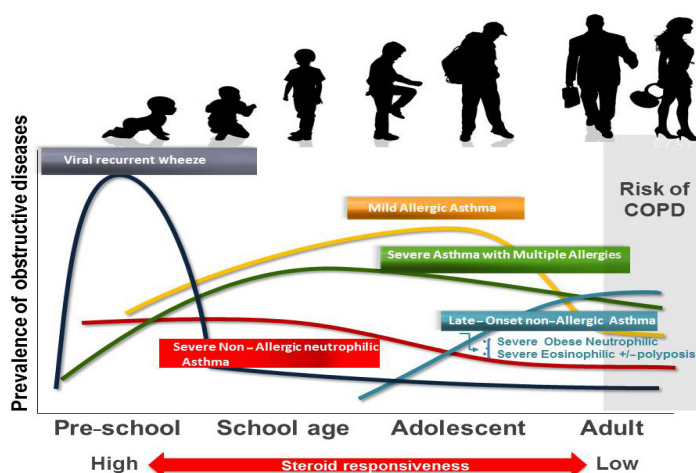 Prevalence of obstructive diseases
Viral recurrent wheeze
Risk of
COPD
Mild Allergic Asthma
Severe Asthma with Multiple Allergies
Late – Onset non–Allergic Asthma
Severe Obese Neutrophilic
Severe Eosinophilic +/– polyposis
Severe Non – Allergic neutrophilic
Asthma
Pre-school School age Adolescent Adult
High Steroid responsiveness Low